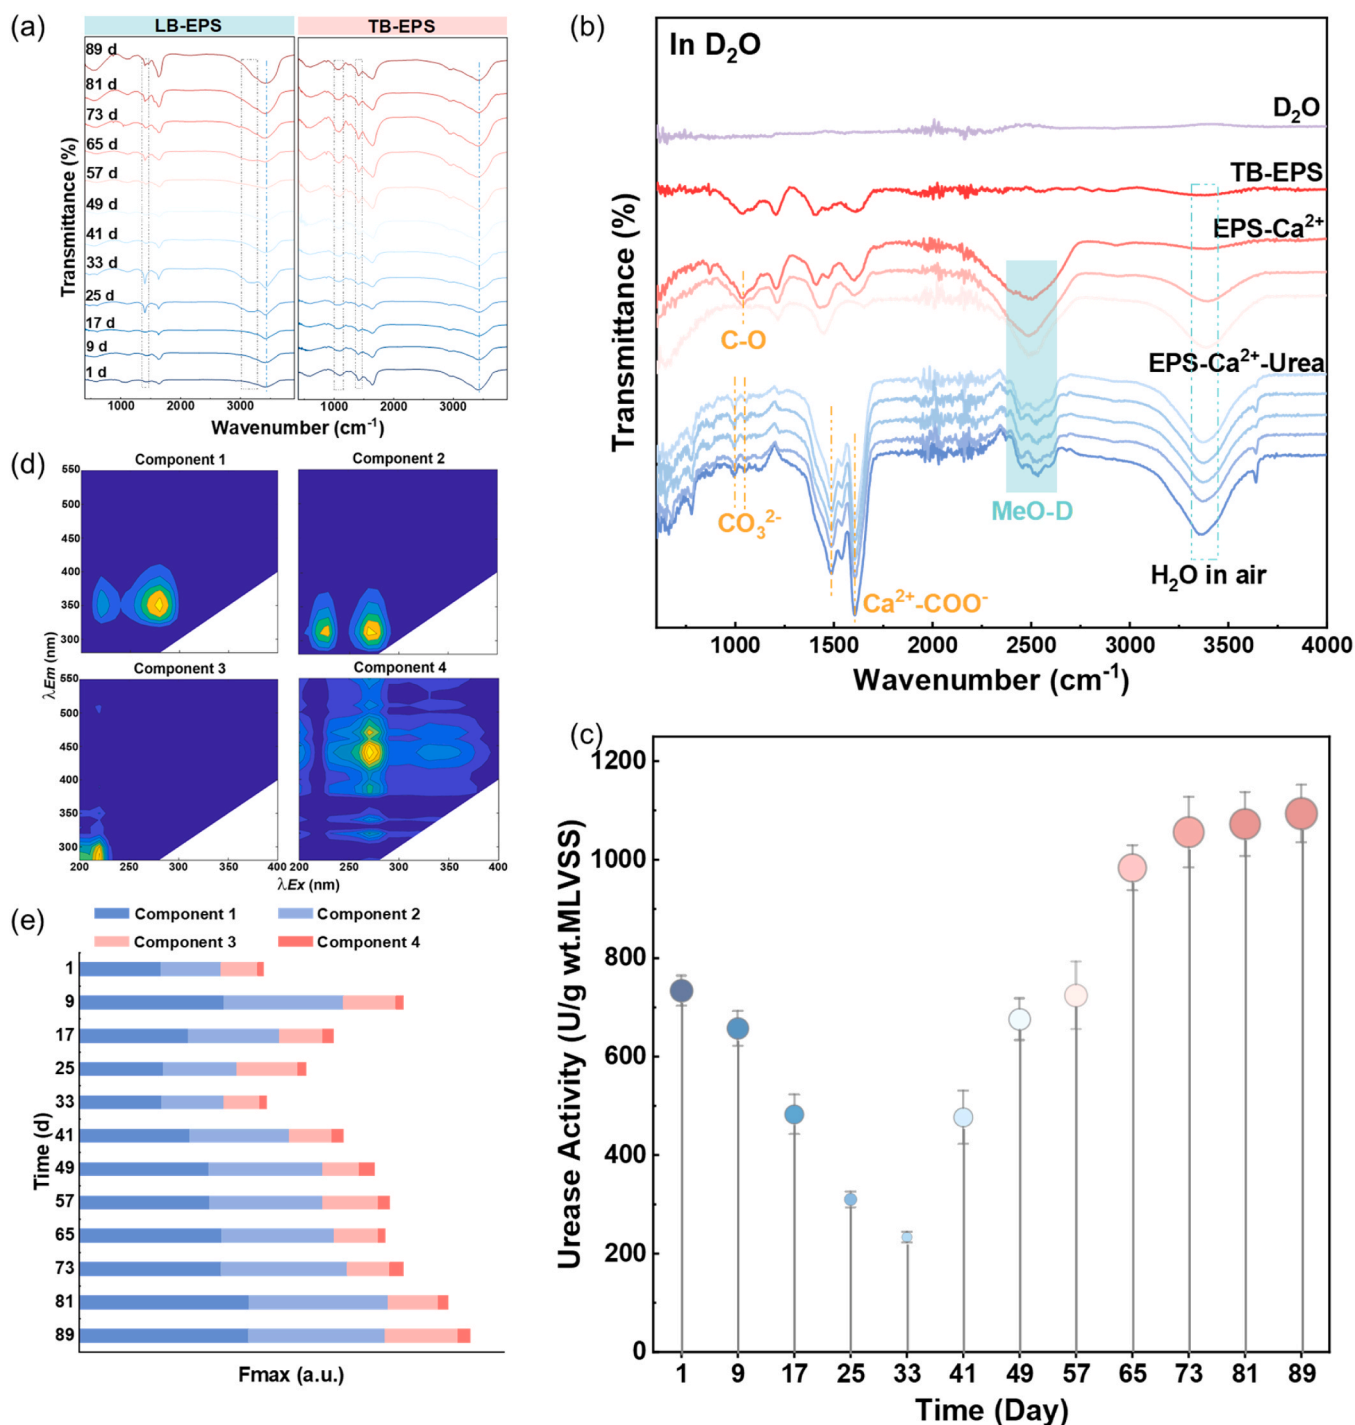 (a)
LB-EPS
TB-EPS
89 d
81 d
73 d
65 d
57 d
49 d
41 d
33 d
25 d
17 d
9 d
1 d
Transmittance (%)
1000 2000 3000 1000 2000 3000
Wavenumber (cm⁻¹)
(b)
In D₂O
D₂O
TB-EPS
EPS-Ca²⁺
C-O
EPS-Ca²⁺-Urea
CO₃²⁻
MeO-D
Ca²⁺-COO⁻
H₂O in air
Transmittance (%)
1000 1500 2000 2500 3000 3500 4000
Wavenumber (cm⁻¹)
(d)
Component 1
Component 2
550
500
450
400
350
300
Component 3
Component 4
550
500
450
400
350
300
λEm (nm)
200 250 300 350 400 200 250 300 350 400
λEx (nm)
(c)
1200
1000
800
600
400
200
0
Urease Activity (U/g wt.MLVSS)
1 9 17 25 33 41 49 57 65 73 81 89
Time (Day)
(e)
Component 1
Component 2
Component 3
Component 4
1
9
17
25
33
41
49
57
65
73
81
89
Time (d)
Fmax (a.u.)